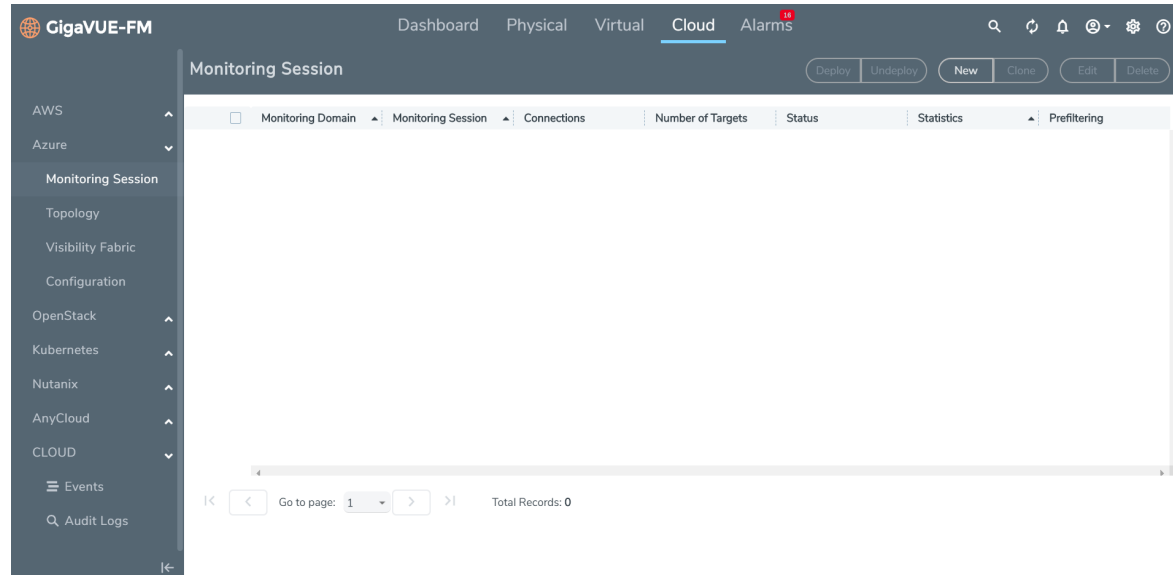 GigaVUE-FM
Dashboard Physical Virtual Cloud Alarms 16
Monitoring Session
Deploy Undeploy New Clone Edit Delete
AWS
Azure
Monitoring Session
Topology
Visibility Fabric
Configuration
OpenStack
Kubernetes
Nutanix
AnyCloud
CLOUD
Events
Audit Logs
Monitoring Domain Monitoring Session Connections Number of Targets Status Statistics Prefiltering
Go to page: 1 Total Records: 0